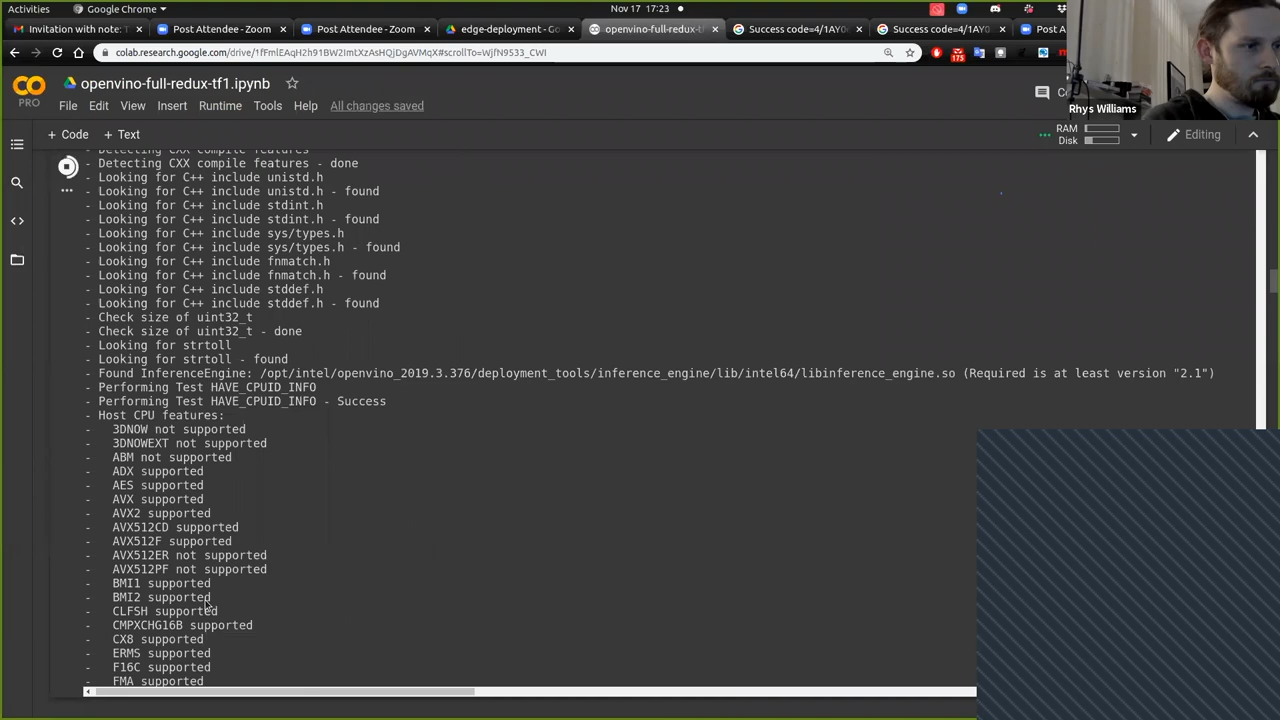 Activities
Google Chrome
Nov 17 17:23
Invitation with note: T
Post Attendee - Zoom
Post Attendee - Zoom
edge-deployment - Goo
openvino-full-redux-t
Success code=4/1AY0
Success code=4/1AY0
Post A
colab.research.google.com/drive/1fFmlEAqH2h91BW2ImtXzAsHQjDgAVMqX#scrollTo=WjfN9533_CWI
175
Rhys Williams
CO
PRO
openvino-full-redux-tf1.ipynb
File
Edit
View
Insert
Runtime
Tools
Help
All changes saved
+ Code
+ Text
RAM
Disk
Editing
- Detecting CXX compile features
- Detecting CXX compile features - done
- Looking for C++ include unistd.h
- Looking for C++ include unistd.h - found
- Looking for C++ include stdint.h
- Looking for C++ include stdint.h - found
- Looking for C++ include sys/types.h
- Looking for C++ include sys/types.h - found
- Looking for C++ include fnmatch.h
- Looking for C++ include fnmatch.h - found
- Looking for C++ include stddef.h
- Looking for C++ include stddef.h - found
- Check size of uint32_t
- Check size of uint32_t - done
- Looking for strtoll
- Looking for strtoll - found
- Found InferenceEngine: /opt/intel/openvino_2019.3.376/deployment_tools/inference_engine/lib/intel64/libinference_engine.so (Required is at least version "2.1")
- Performing Test HAVE_CPUID_INFO
- Performing Test HAVE_CPUID_INFO - Success
- Host CPU features:
- 3DNOW not supported
- 3DNOWEXT not supported
- ABM not supported
- ADX supported
- AES supported
- AVX supported
- AVX2 supported
- AVX512CD supported
- AVX512F supported
- AVX512ER not supported
- AVX512PF not supported
- BMI1 supported
- BMI2 supported
- CLFSH supported
- CMPXCHG16B supported
- CX8 supported
- ERMS supported
- F16C supported
- FMA supported